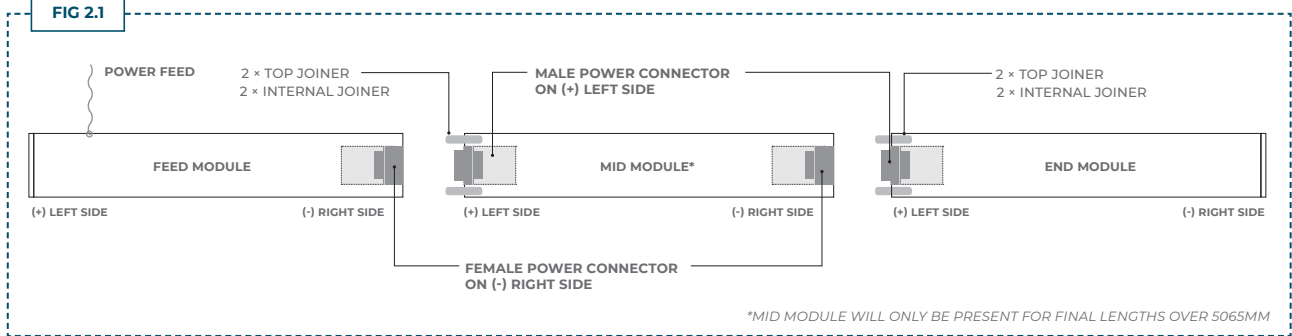 FIG 2.1
POWER FEED
2 × TOP JOINER
2 × INTERNAL JOINER
MALE POWER CONNECTOR
ON (+) LEFT SIDE
2 × TOP JOINER
2 × INTERNAL JOINER
FEED MODULE
MID MODULE*
END MODULE
(+) LEFT SIDE
(-) RIGHT SIDE
(+) LEFT SIDE
(-) RIGHT SIDE
(+) LEFT SIDE
(-) RIGHT SIDE
FEMALE POWER CONNECTOR
ON (-) RIGHT SIDE
*MID MODULE WILL ONLY BE PRESENT FOR FINAL LENGTHS OVER 5065MM